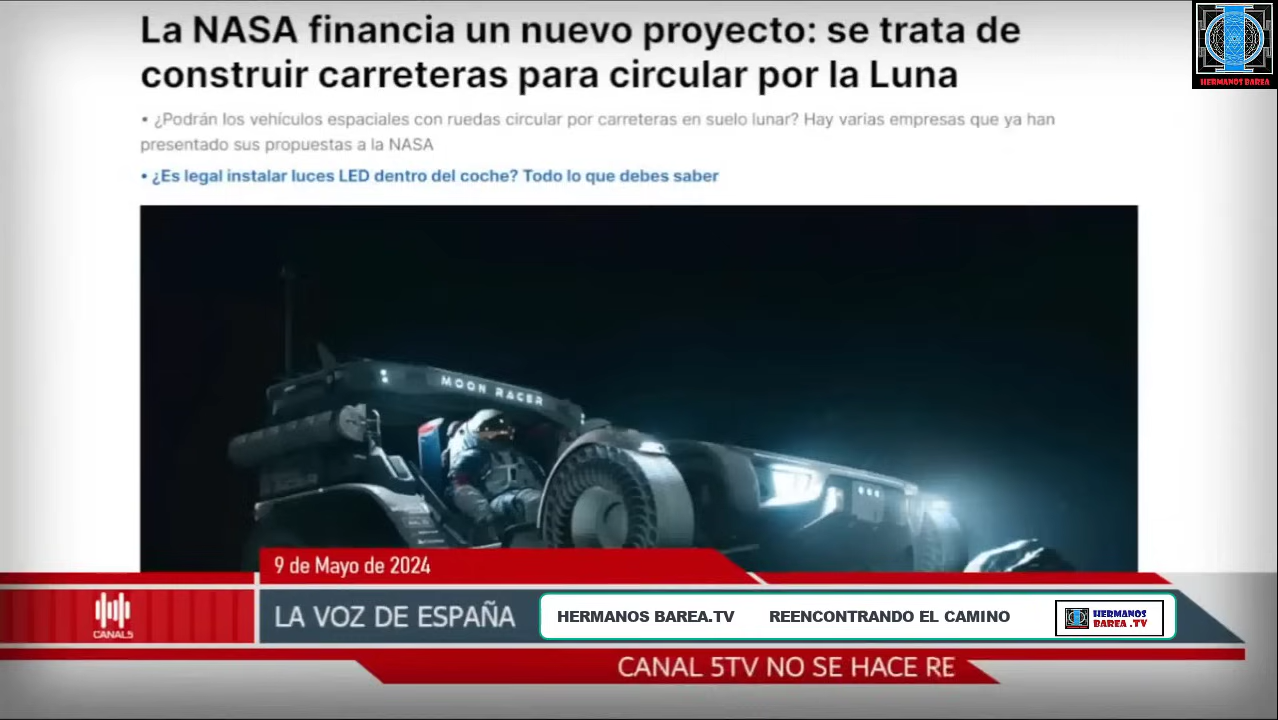 La NASA financia un nuevo proyecto: se trata de
construir carreteras para circular por la Luna
HERMANOS BAREA
• ¿Podrán los vehículos espaciales con ruedas circular por carreteras en suelo lunar? Hay varias empresas que ya han
presentado sus propuestas a la NASA
• ¿Es legal instalar luces LED dentro del coche? Todo lo que debes saber
MOON RACER
9 de Mayo de 2024
CANAL5
LA VOZ DE ESPAÑA
HERMANOS BAREA.TV REENCONTRANDO EL CAMINO
HERMANOS
BAREA .TV
CANAL 5TV NO SE HACE RE